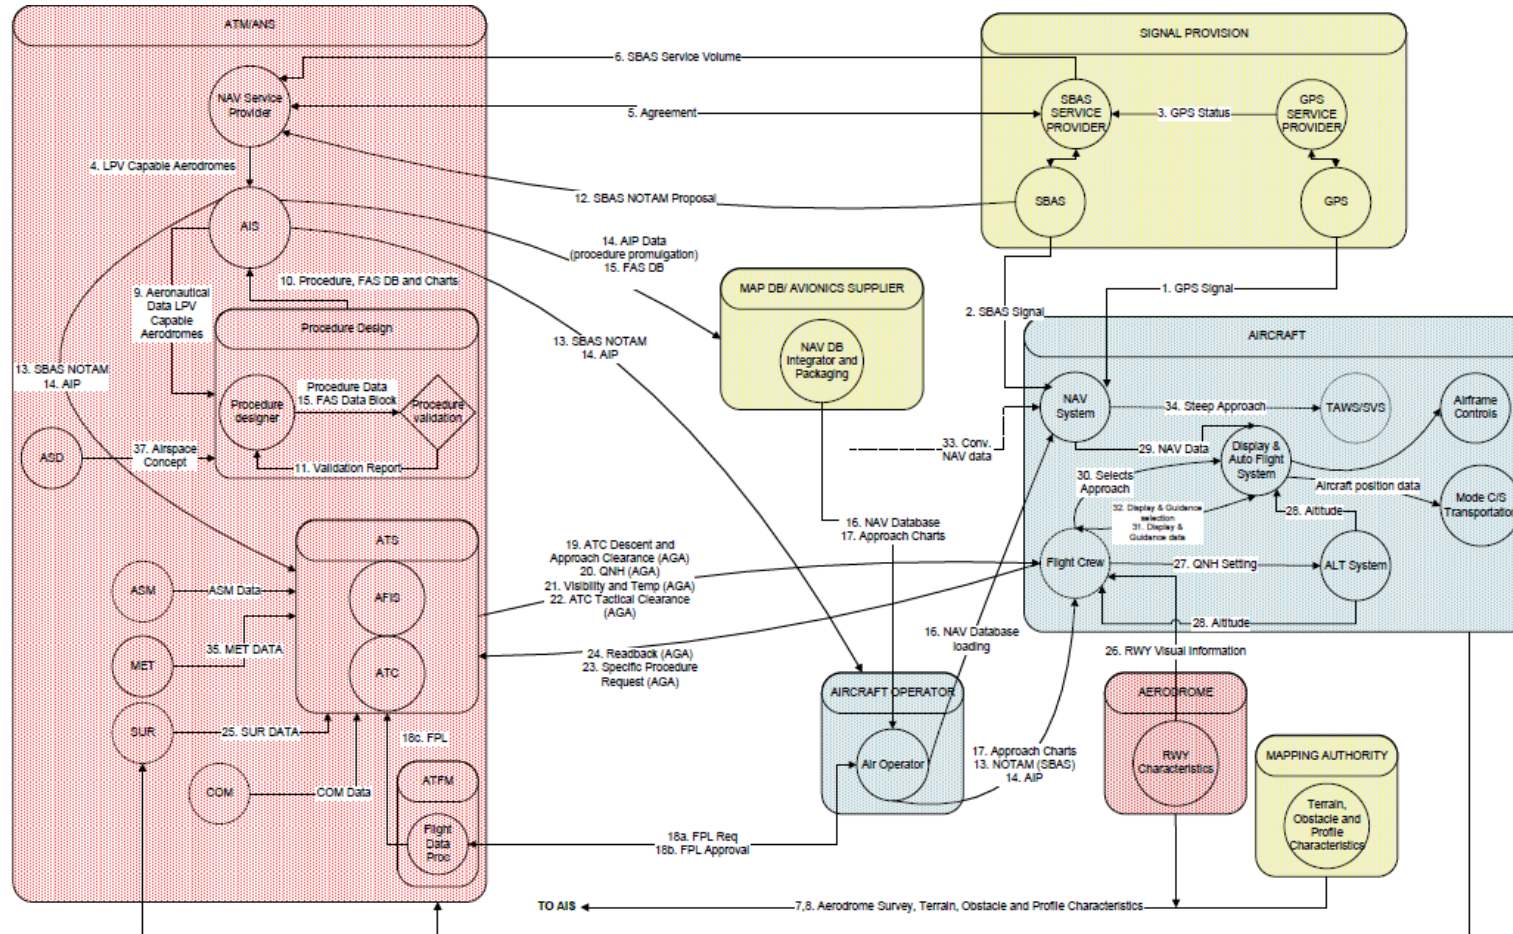 ATM/ANS
SIGNAL PROVISION
6. SBAS Service Volume
NAV Service
Provider
SBAS
SERVICE
PROVIDER
GPS
SERVICE
PROVIDER
5. Agreement
3. GPS Status
4. LPV Capable Aerodromes
12. SBAS NOTAM Proposal
SBAS
GPS
AIS
14. AIP Data
(procedure promulgation)
15. FAS DB
10. Procedure, FAS DB and Charts
9. Aeronautical
Data LPV
Capable
Aerodromes
MAP DB/ AVIONICS SUPPLIER
1. GPS Signal
2. SBAS Signal
Procedure Design
AIRCRAFT
13. SBAS NOTAM
14. AIP
NAV DB
Integrator and
Packaging
13. SBAS NOTAM
14. AIP
Procedure
designer
Procedure Data
15. FAS Data Block
Procedure
validation
NAV
System
34. Steep Approach
TAWS/SVS
Airframe
Controls
ASD
37. Airspace
Concept
11. Validation Report
33. Conv.
NAV data
29. NAV Data
Display &
Auto Flight
System
30. Selects
Approach
Aircraft position data
Mode C/S
Transportation
32. Display & Guidance
selection
31. Display &
Guidance data
28. Altitude
16. NAV Database
17. Approach Charts
ATS
19. ATC Descent and
Approach Clearance (AGA)
20. QNH (AGA)
21. Visibility and Temp (AGA)
22. ATC Tactical Clearance
(AGA)
Flight Crew
27. QNH Setting
ALT System
ASM
ASM Data
AFIS
28. Altitude
16. NAV Database
loading
35. MET DATA
24. Readback (AGA)
23. Specific Procedure
Request (AGA)
26. RWY Visual Information
MET
ATC
AIRCRAFT OPERATOR
AERODROME
SUR
25. SUR DATA
18c. FPL
Air Operator
17. Approach Charts
13. NOTAM (SBAS)
14. AIP
RWY
Characteristics
MAPPING AUTHORITY
ATFM
COM
COM Data
Terrain,
Obstacle and
Profile
Characteristics
Flight
Data
Proc
18a. FPL Req
18b. FPL Approval
TO AIS
7,8. Aerodrome Survey, Terrain, Obstacle and Profile Characteristics